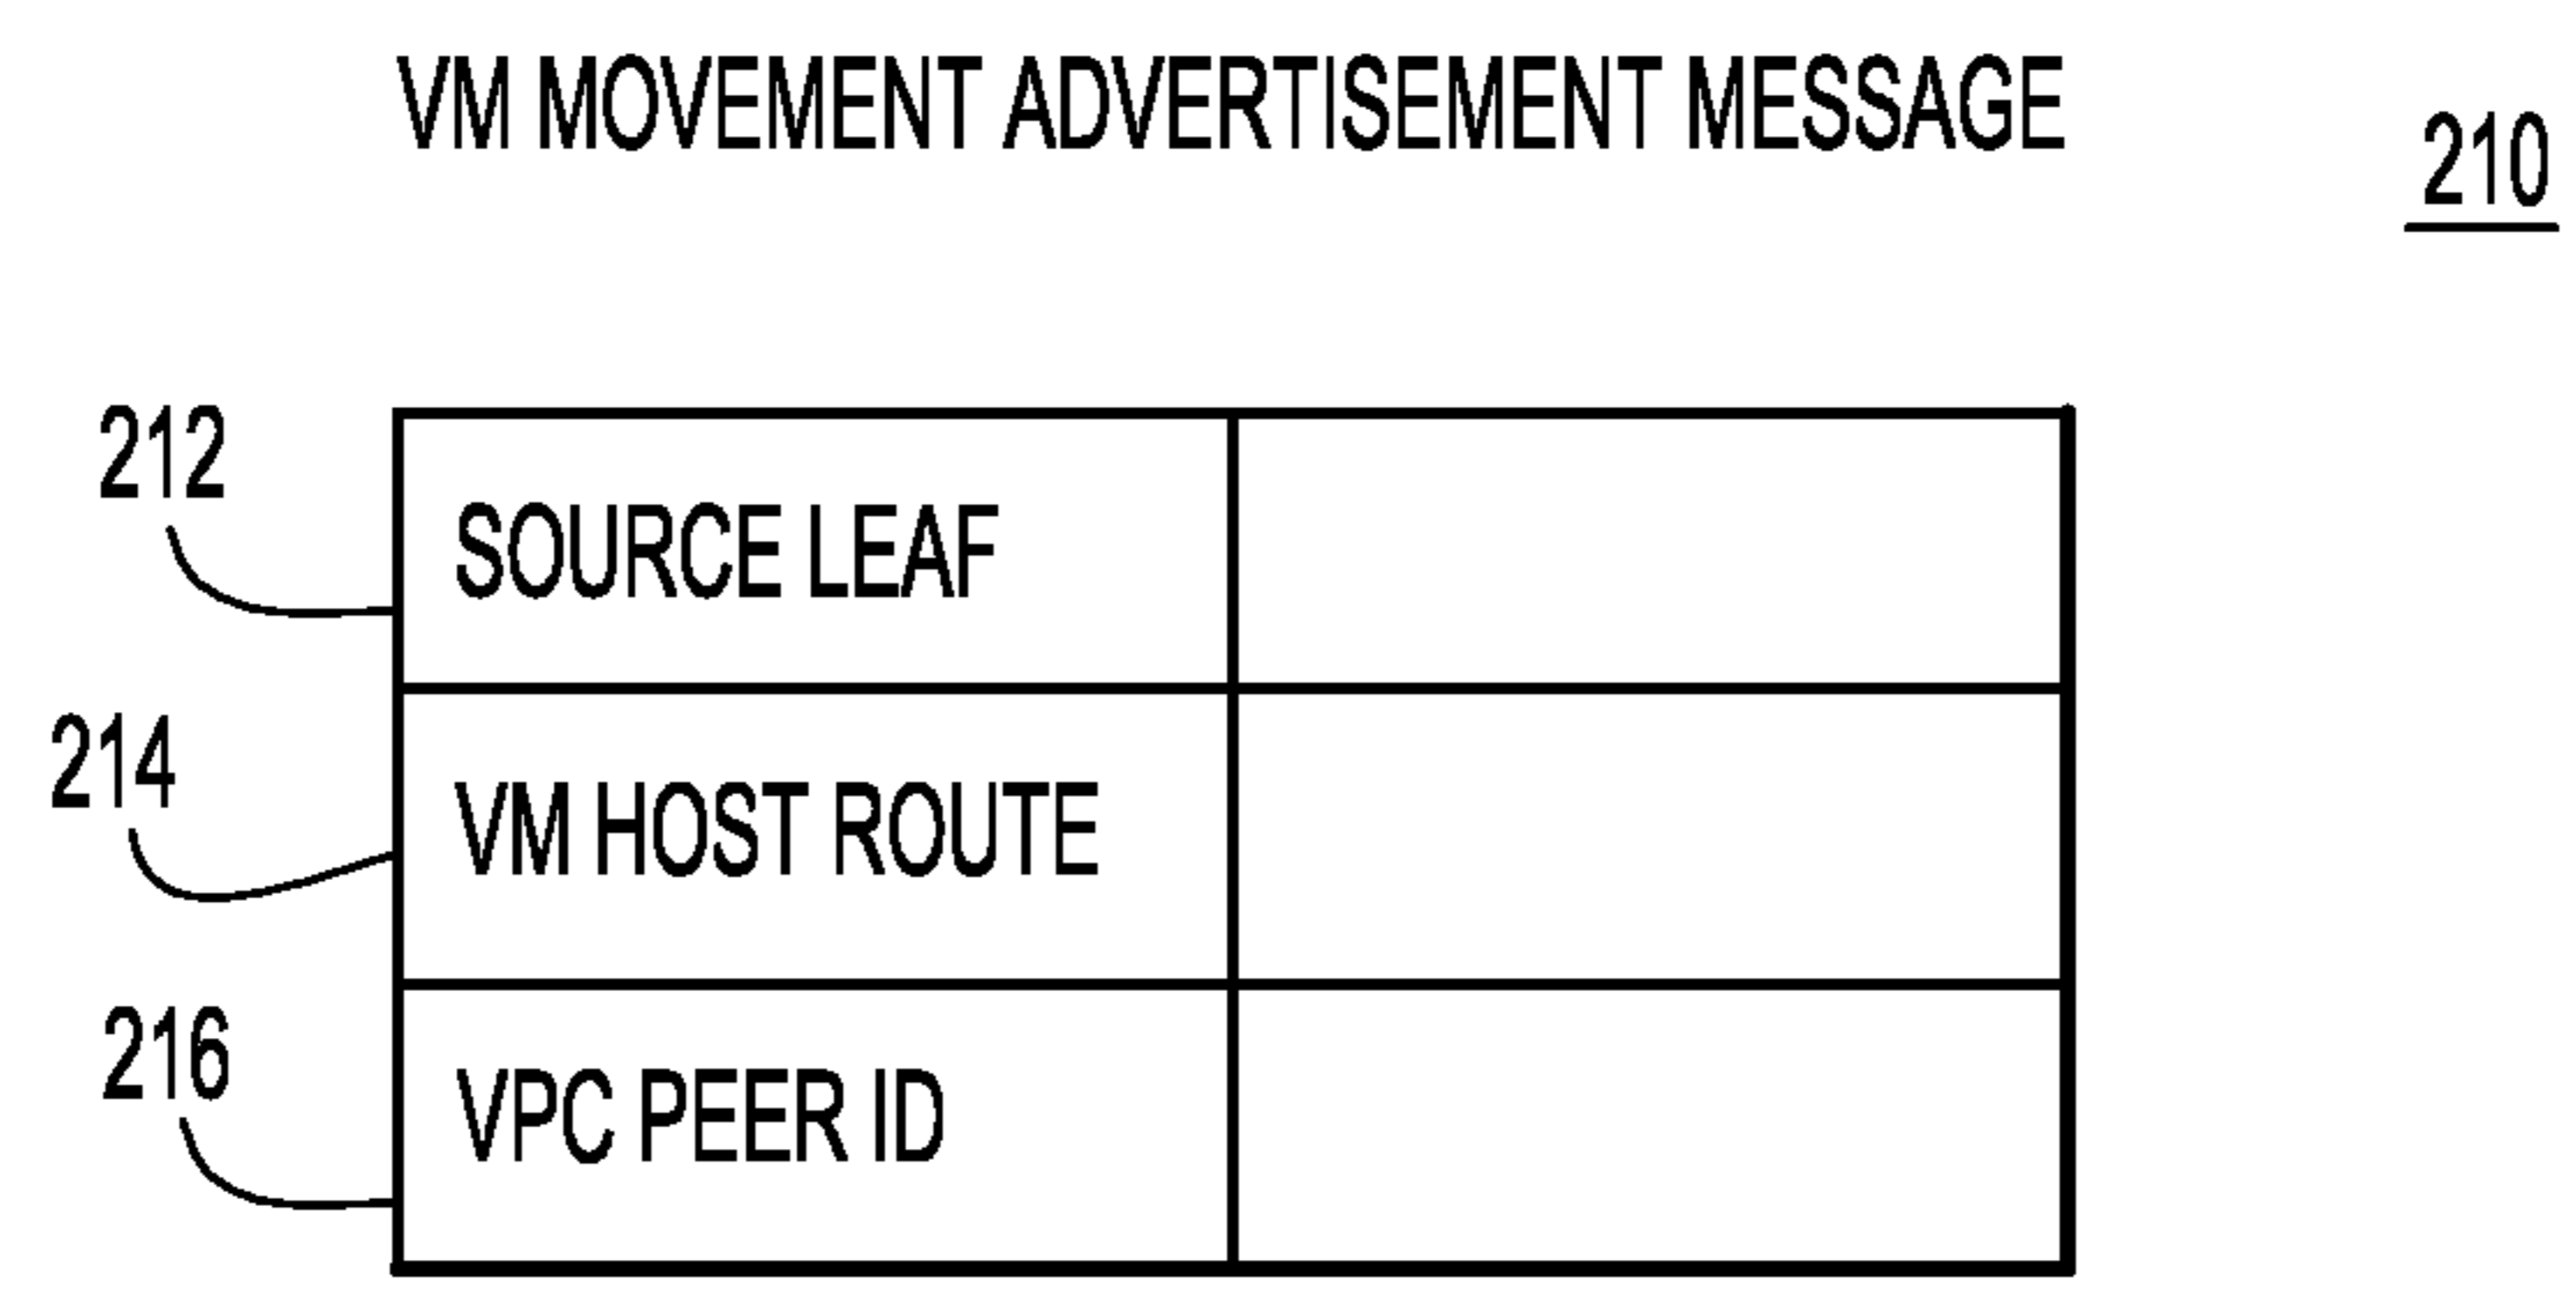 VM MOVEMENT ADVERTISEMENT MESSAGE
210
212
SOURCE LEAF
214
VM HOST ROUTE
216
VPC PEER ID